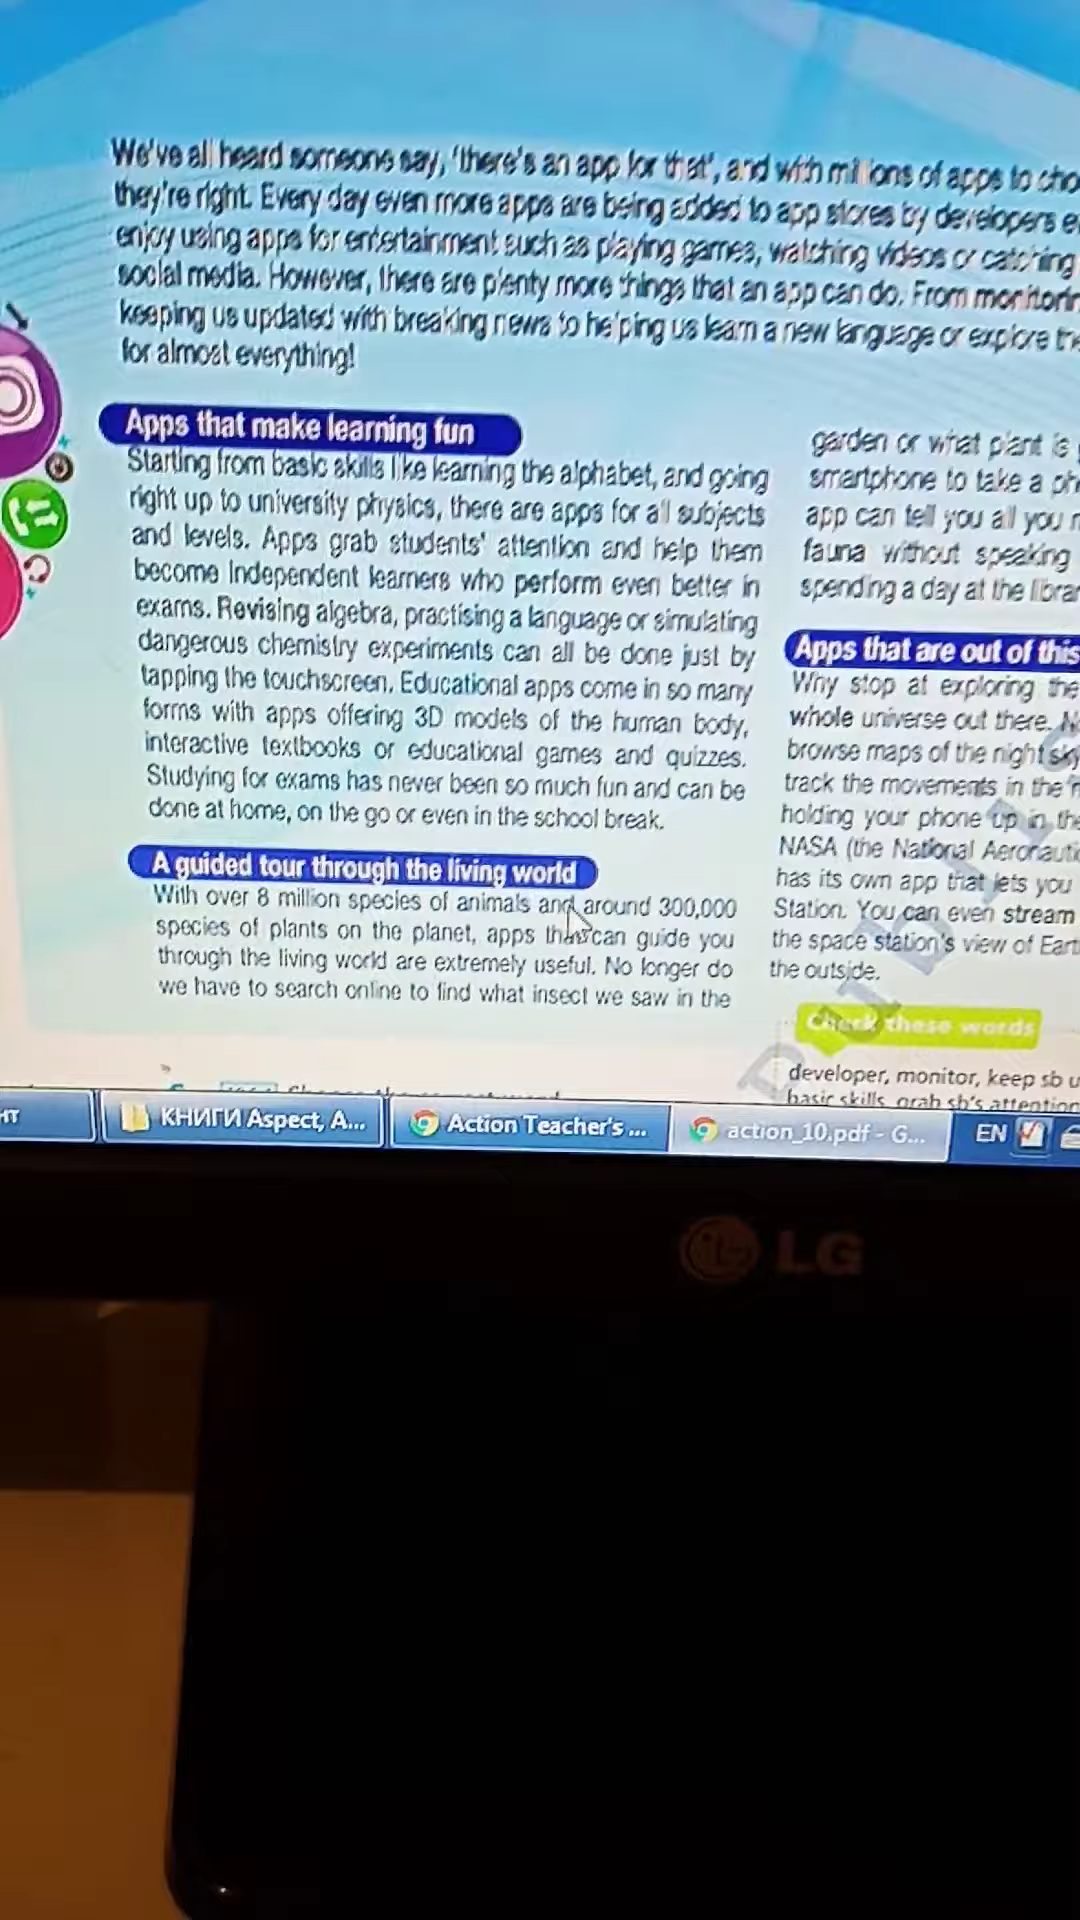 We've all heard someone say, 'there's an app for that', and with millions of apps to cho
they're right. Every day even more apps are being added to app stores by developers e
enjoy using apps for entertainment such as playing games, watching videos or catching
social media. However, there are plenty more things that an app can do. From monitorin
keeping us updated with breaking news to helping us learn a new language or explore the
for almost everything!
Apps that make learning fun
Starting from basic skills like learning the alphabet, and going
right up to university physics, there are apps for all subjects
and levels. Apps grab students' attention and help them
become independent learners who perform even better in
exams. Revising algebra, practising a language or simulating
dangerous chemistry experiments can all be done just by
tapping the touchscreen. Educational apps come in so many
forms with apps offering 3D models of the human body,
interactive textbooks or educational games and quizzes.
Studying for exams has never been so much fun and can be
done at home, on the go or even in the school break.
A guided tour through the living world
With over 8 million species of animals and around 300,000
species of plants on the planet, apps that can guide you
through the living world are extremely useful. No longer do
we have to search online to find what insect we saw in the
garden or what plant is
smartphone to take a ph
app can tell you all you
fauna without speaking
spending a day at the librar
Apps that are out of this
Why stop at exploring the
whole universe out there.
browse maps of the night sky
track the movements in the
holding your phone up in the
NASA (the National Aeronautic
has its own app that lets you
Station. You can even stream
the space station's view of Eart
the outside.
Check these words
developer, monitor, keep sb u
basic skills, grab sb's attention
НТ
КНИГИ Aspect, A...
Action Teacher's ...
action_10.pdf - G...
EN
LG